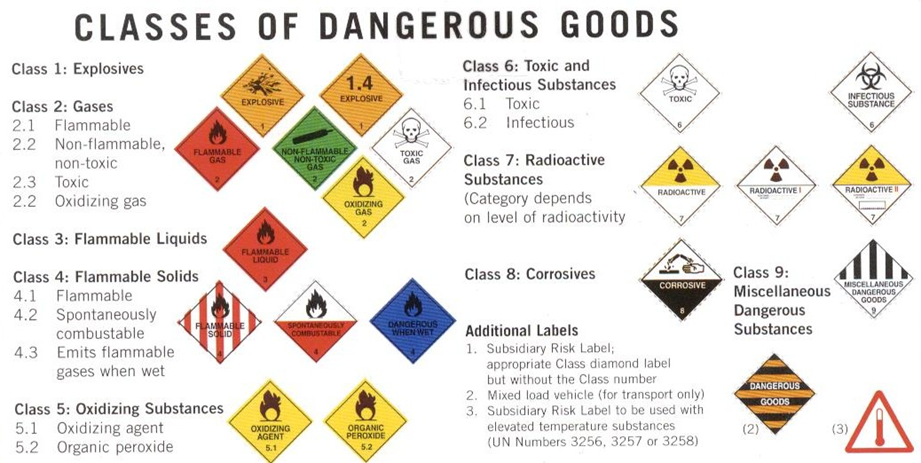 CLASSES OF DANGEROUS GOODS
Class 1: Explosives
EXPLOSIVE
1
1.4
EXPLOSIVE
1
Class 2: Gases
2.1 Flammable
2.2 Non-flammable,
non-toxic
2.3 Toxic
2.2 Oxidizing gas
FLAMMABLE
GAS
2
NON-FLAMMABLE
NON-TOXIC
GAS
2
TOXIC
GAS
2
OXIDIZING
GAS
2
Class 3: Flammable Liquids
FLAMMABLE
LIQUID
3
Class 4: Flammable Solids
4.1 Flammable
4.2 Spontaneously
combustable
4.3 Emits flammable
gases when wet
FLAMMABLE
SOLID
4
SPONTANEOUSLY
COMBUSTABLE
4
DANGEROUS
WHEN WET
4
Class 5: Oxidizing Substances
5.1 Oxidizing agent
5.2 Organic peroxide
OXIDIZING
AGENT
5.1
ORGANIC
PEROXIDE
5.2
Class 6: Toxic and
Infectious Substances
6.1 Toxic
6.2 Infectious
TOXIC
6
INFECTIOUS
SUBSTANCE
6
Class 7: Radioactive
Substances
(Category depends
on level of radioactivity
RADIOACTIVE
7
RADIOACTIVE I
7
RADIOACTIVE II
7
Class 8: Corrosives
CORROSIVE
8
Class 9:
Miscellaneous
Dangerous
Substances
MISCELLANEOUS
DANGEROUS
GOODS
9
Additional Labels
1. Subsidiary Risk Label;
appropriate Class diamond label
but without the Class number
2. Mixed load vehicle (for transport only)
3. Subsidiary Risk Label to be used with
elevated temperature substances
(UN Numbers 3256, 3257 or 3258)
DANGEROUS
GOODS
(2)
(3)